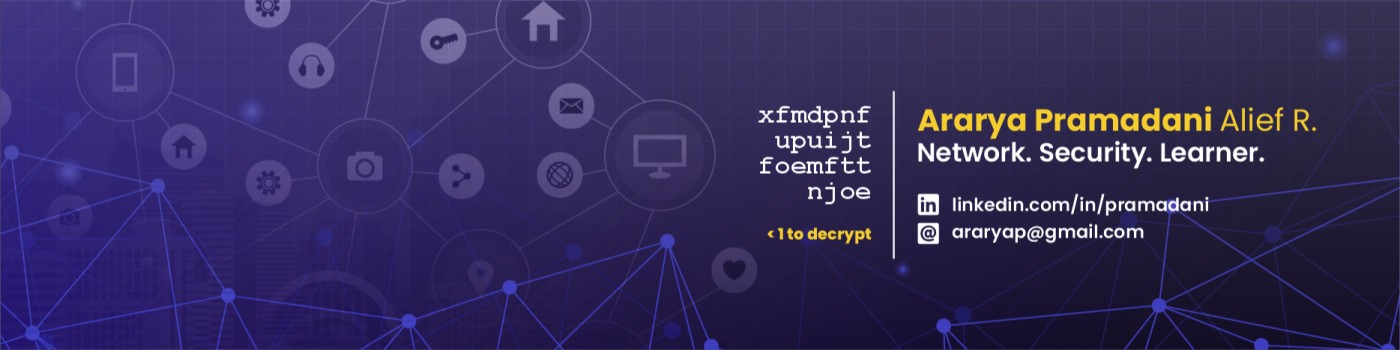 xfmdpnf
upuijt
foemftt
njoe
<1 to decrypt
Ararya Pramadani Alief R.
Network. Security. Learner.
in linkedin.com/in/pramadani
@ araryap@gmail.com